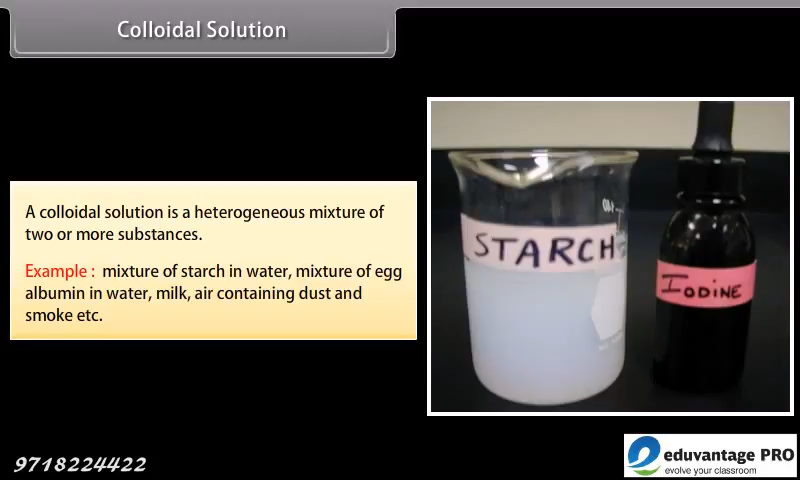 Colloidal Solution
A colloidal solution is a heterogeneous mixture of
two or more substances.
Example : mixture of starch in water, mixture of egg
albumin in water, milk, air containing dust and
smoke etc.
STARCH
IODINE
9718224422
eduvantage PRO
evolve your classroom